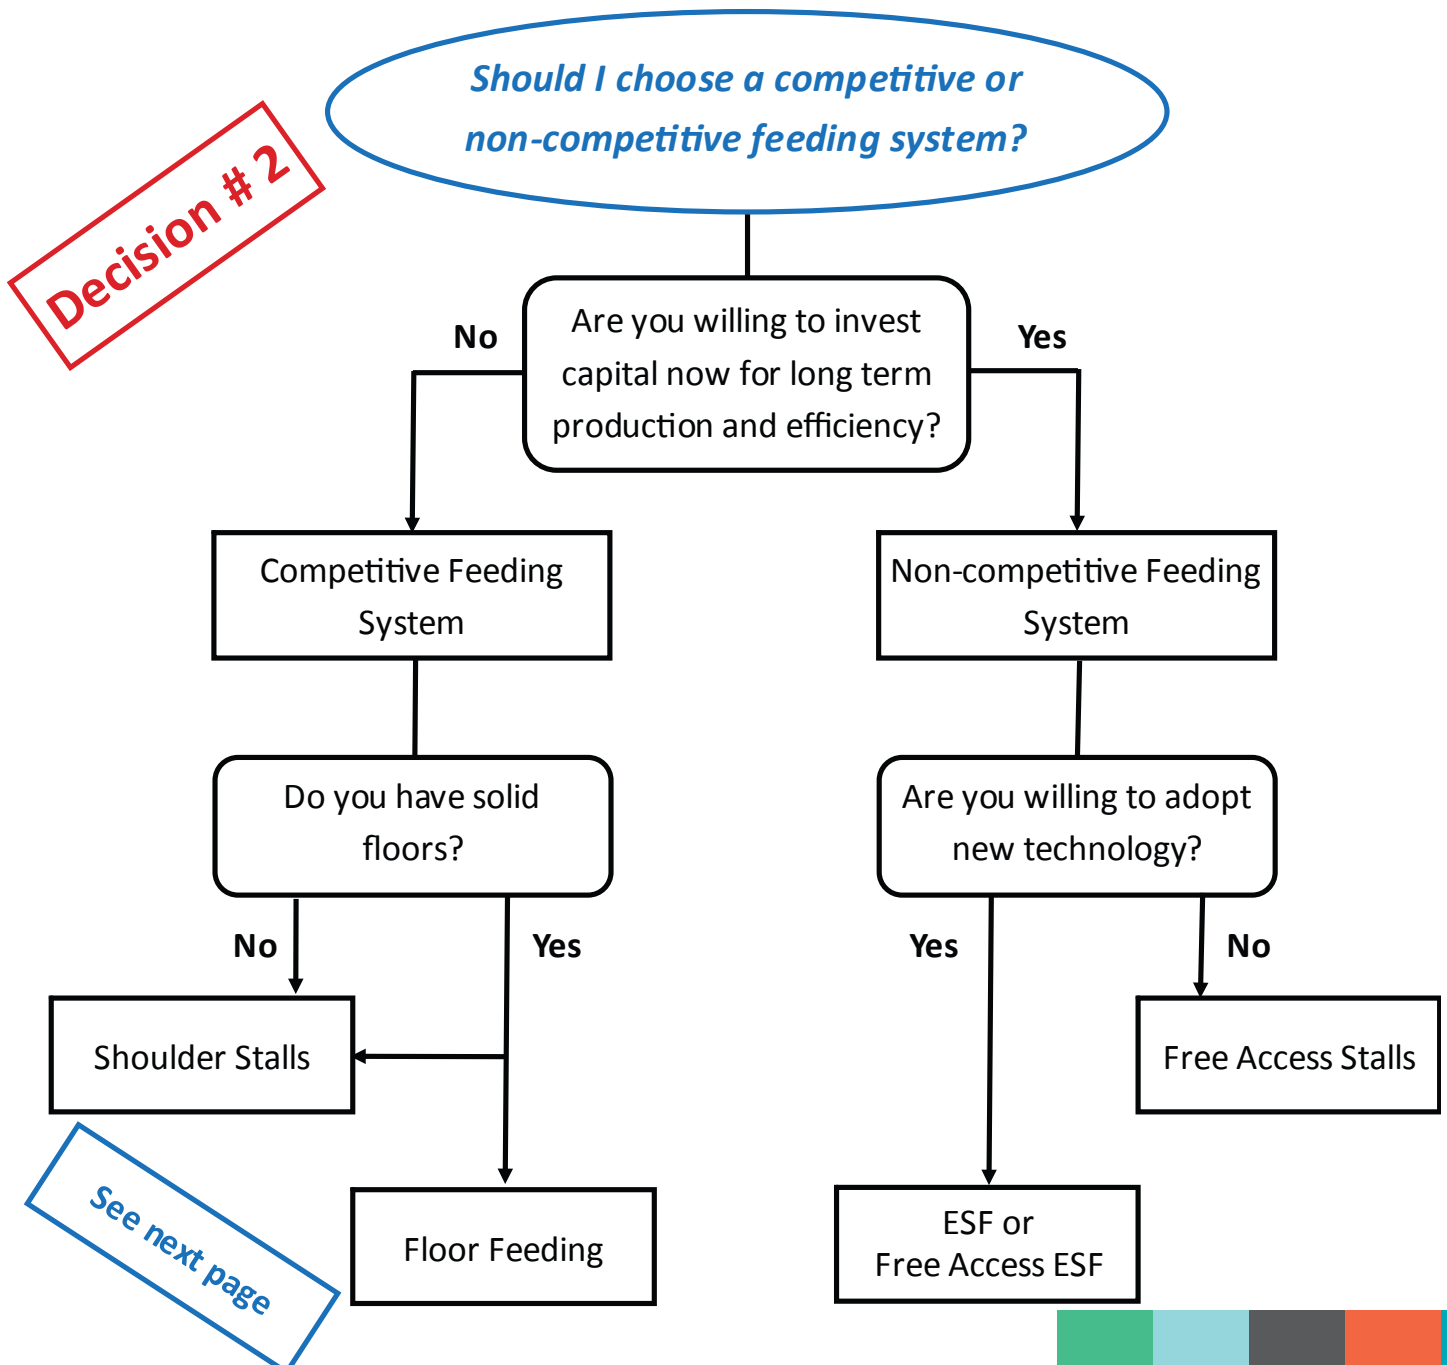 Should I choose a competitive or
non-competitive feeding system?
Decision # 2
Are you willing to invest
capital now for long term
production and efficiency?
No
Yes
Competitive Feeding
System
Non-competitive Feeding
System
Do you have solid
floors?
Are you willing to adopt
new technology?
No
Yes
Yes
No
Shoulder Stalls
Free Access Stalls
See next page
Floor Feeding
ESF or
Free Access ESF